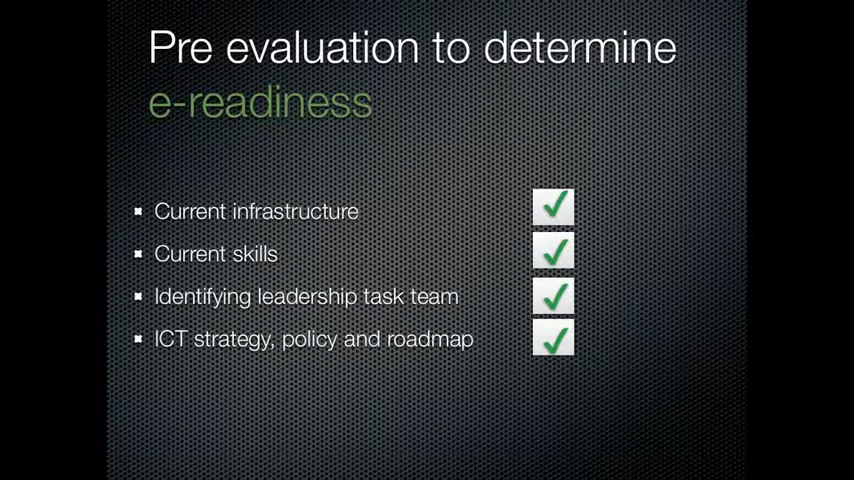 Pre evaluation to determine
e-readiness
Current infrastructure
Current skills
Identifying leadership task team
ICT strategy, policy and roadmap